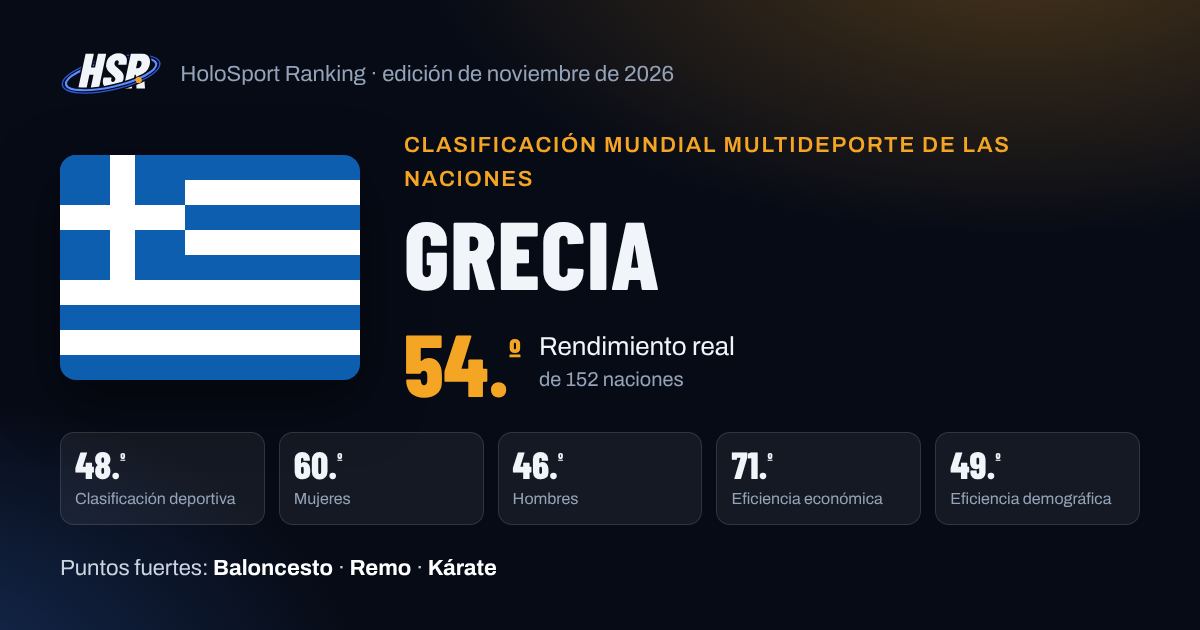 HSR
HoloSport Ranking · edición de noviembre de 2026
CLASIFICACIÓN MUNDIAL MULTIDEPORTE DE LAS
NACIONES
GRECIA
54.º
Rendimiento real
de 152 naciones
48.º
Clasificación deportiva
60.º
Mujeres
46.º
Hombres
71.º
Eficiencia económica
49.º
Eficiencia demográfica
Puntos fuertes: Baloncesto · Remo · Kárate